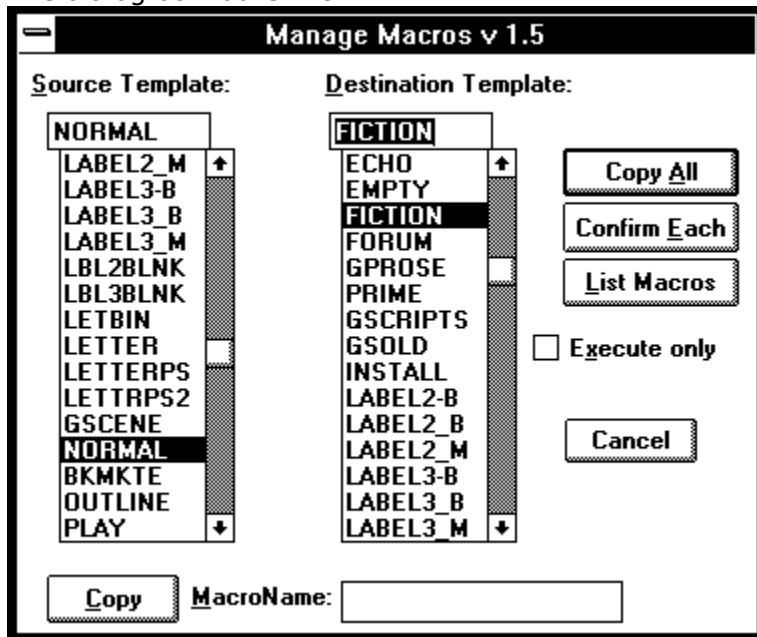 Manage Macros v 1.5
Source Template:
NORMAL
LABEL2_M
LABEL3-B
LABEL3_B
LABEL3_M
LBL2BLNK
LBL3BLNK
LETBIN
LETTER
LETTERPS
LETTRPS2
GSCENE
NORMAL
BKMKTE
OUTLINE
PLAY
Destination Template:
FICTION
ECHO
EMPTY
FICTION
FORUM
GPROSE
PRIME
GSCRIPTS
GSOLD
INSTALL
LABEL2-B
LABEL2_B
LABEL2_M
LABEL3-B
LABEL3_B
LABEL3_M
Copy All
Confirm Each
List Macros
Execute only
Cancel
Copy
MacroName: